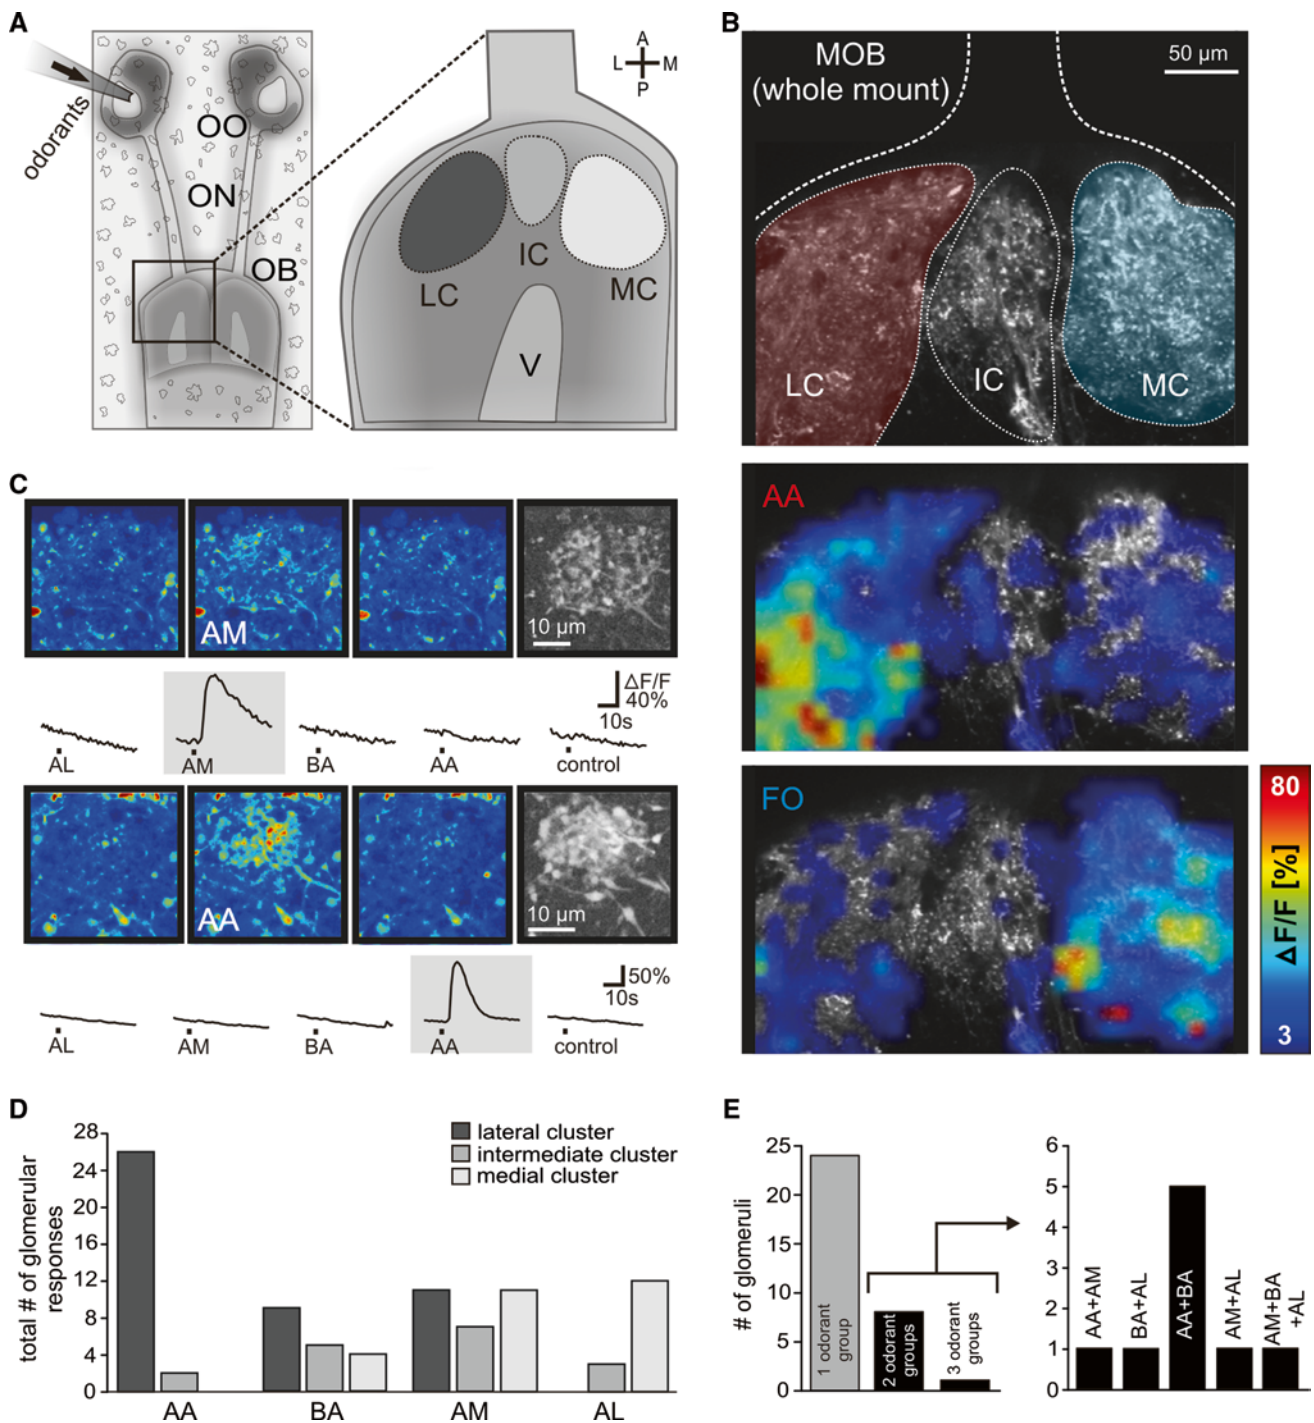 A
odorants
OO
ON
OB
A
L M
P
LC
IC
MC
V
B
MOB
(whole mount)
50 µm
LC
IC
MC
AA
FO
80
ΔF/F [%]
3
C
AM
10 µm
ΔF/F
40%
10s
AL
AM
BA
AA
control
AA
10 µm
50%
10s
AL
AM
BA
AA
control
D
total # of glomerular
responses
28
24
20
16
12
8
4
0
lateral cluster
intermediate cluster
medial cluster
AA
BA
AM
AL
E
# of glomeruli
25
20
15
10
5
0
1 odorant
group
2 odorant
groups
3 odorant
groups
6
5
4
3
2
1
0
AA+AM
BA+AL
AA+BA
AM+AL
AM+BA
+AL